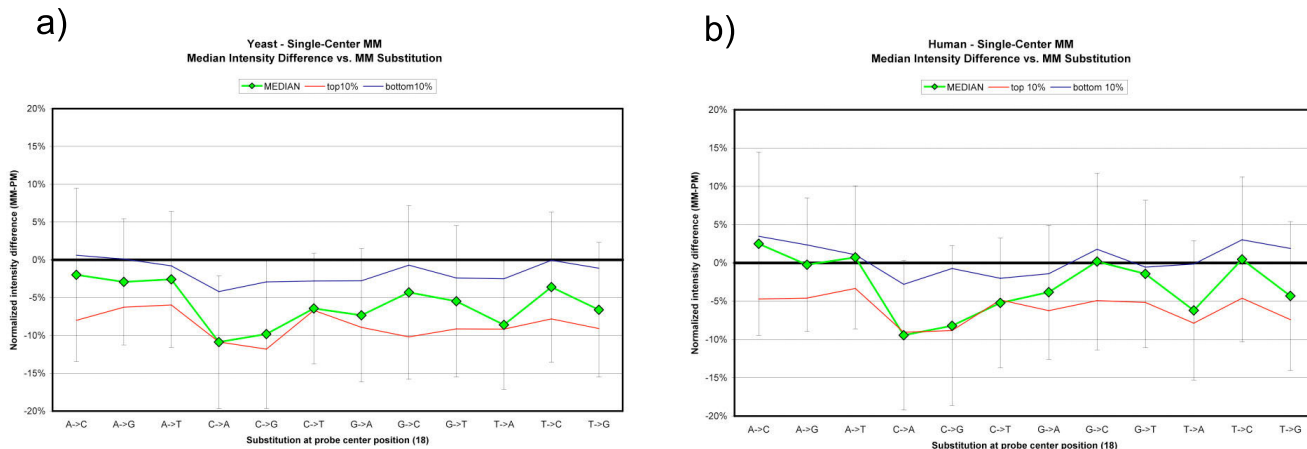 a)
Yeast - Single-Center MM
Median Intensity Difference vs. MM Substitution
MEDIAN top10% bottom10%
Normalized intensity difference (MM-PM)
20%
15%
10%
5%
0%
-5%
-10%
-15%
-20%
A->C A->G A->T C->A C->G C->T G->A G->C G->T T->A T->C T->G
Substitution at probe center position (18)
b)
Human - Single-Center MM
Median Intensity Difference vs. MM Substitution
MEDIAN top 10% bottom 10%
Normalized intensity difference (MM-PM)
20%
15%
10%
5%
0%
-5%
-10%
-15%
-20%
A->C A->G A->T C->A C->G C->T G->A G->C G->T T->A T->C T->G
Substitution at probe center position (18)